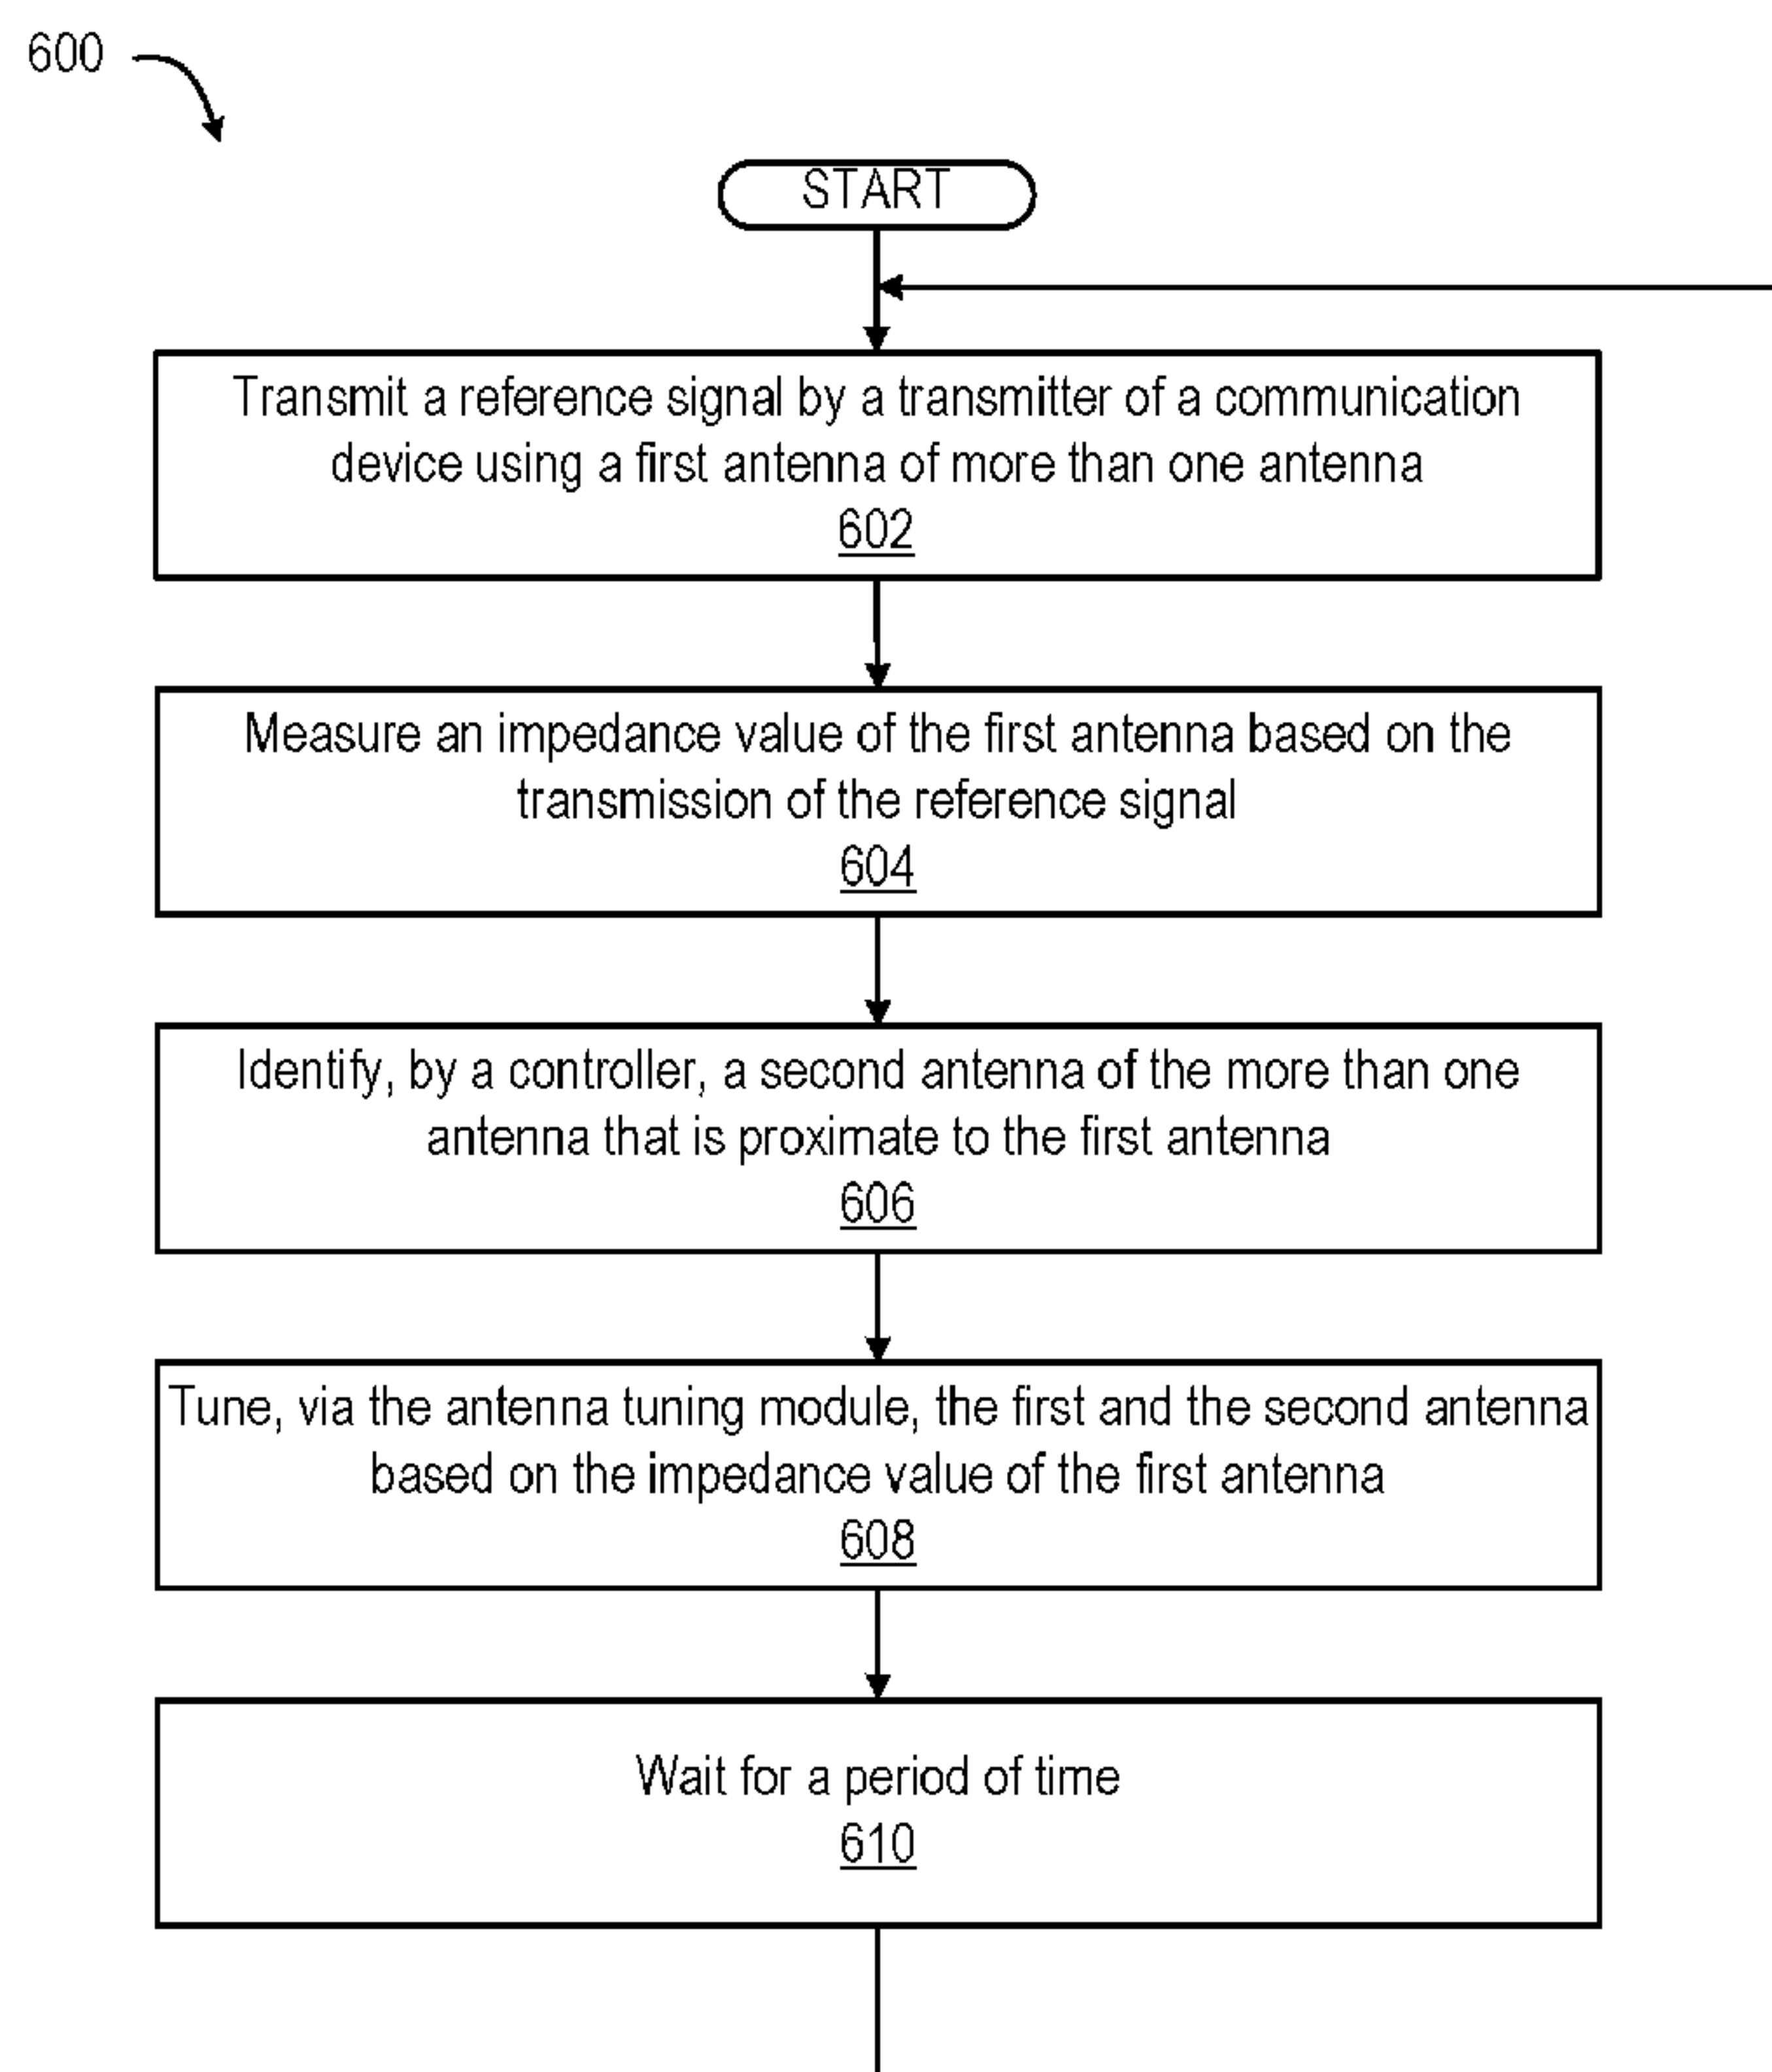 600
START
Transmit a reference signal by a transmitter of a communication
device using a first antenna of more than one antenna
602
Measure an impedance value of the first antenna based on the
transmission of the reference signal
604
Identify, by a controller, a second antenna of the more than one
antenna that is proximate to the first antenna
606
Tune, via the antenna tuning module, the first and the second antenna
based on the impedance value of the first antenna
608
Wait for a period of time
610